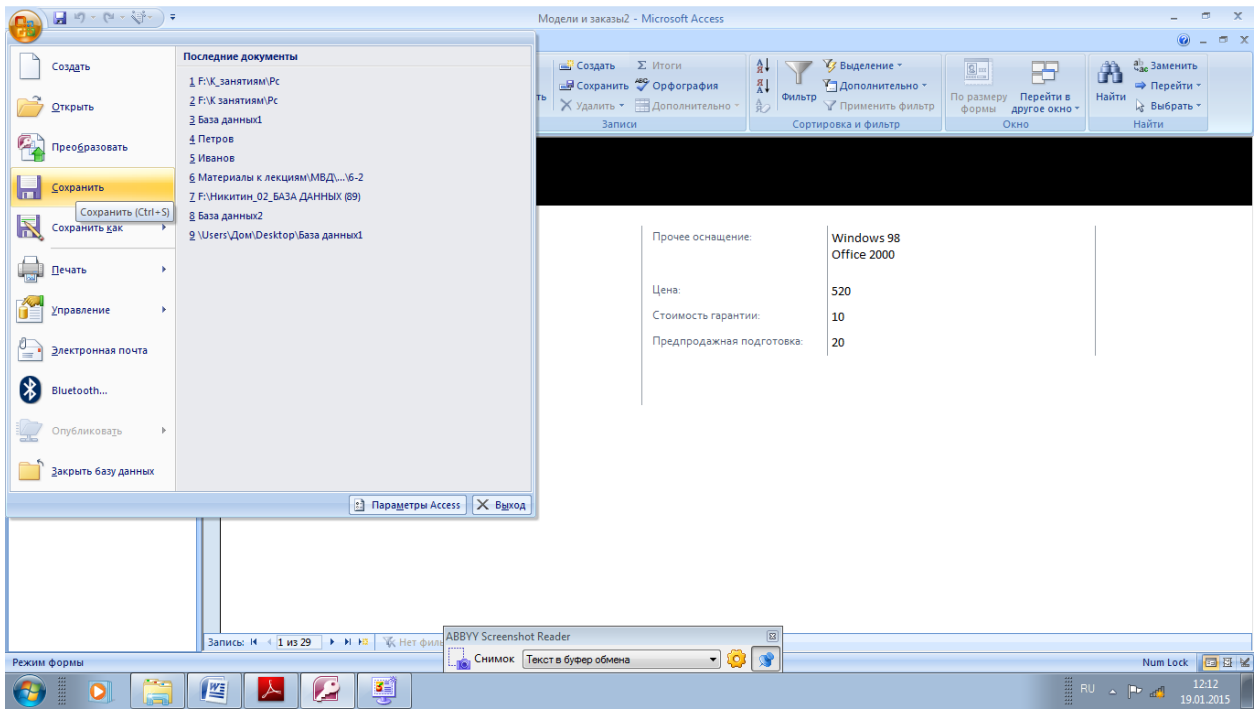 Модели и заказы2 - Microsoft Access
Создать
Открыть
Преобразовать
Сохранить
Сохранить (Ctrl+S)
Сохранить как
Печать
Управление
Электронная почта
Bluetooth...
Опубликовать
Закрыть базу данных
Последние документы
1 F:\К_занятиям\Рс
2 F:\К занятиям\Рс
3 База данных1
4 Петров
5 Иванов
6 Материалы к лекциям\МВД\...\6-2
7 F:\Никитин_02_БАЗА ДАННЫХ (89)
8 База данных2
9 \Users\Дом\Desktop\База данных1
Параметры Access
Выход
ть
Создать
Сохранить
Удалить
Итоги
Орфография
Дополнительно
Записи
Фильтр
Выделение
Дополнительно
Применить фильтр
Сортировка и фильтр
По размеру формы
Перейти в другое окно
Окно
Найти
Заменить
Перейти
Выбрать
Найти
Прочее оснащение: Windows 98
Office 2000
Цена: 520
Стоимость гарантии: 10
Предпродажная подготовка: 20
Запись: 1 из 29 Нет филь
ABBYY Screenshot Reader
Снимок Текст в буфер обмена
Режим формы
Num Lock
RU
12:12
19.01.2015